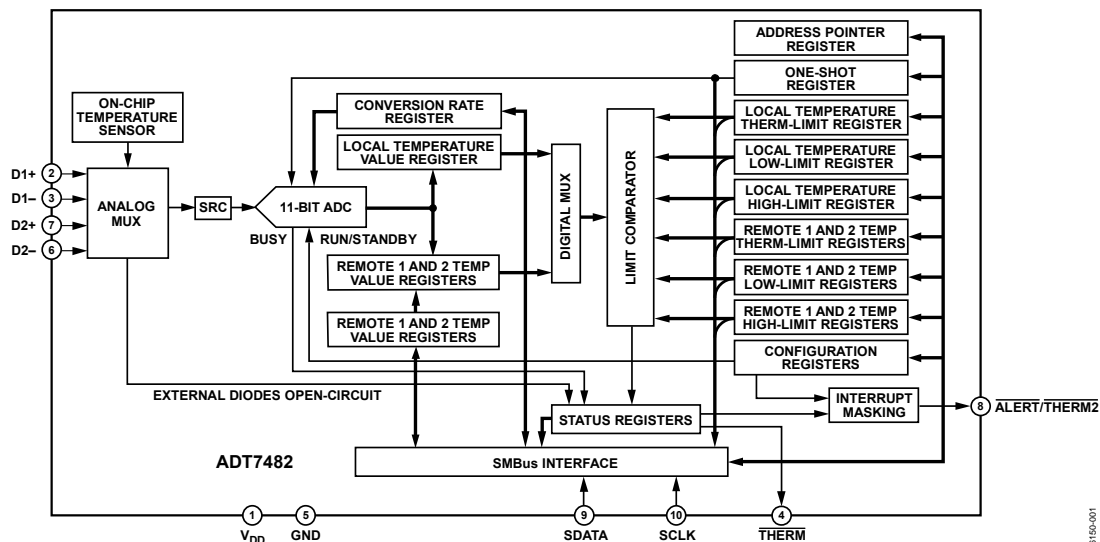 ADDRESS POINTER
REGISTER
ONE-SHOT
REGISTER
ON-CHIP
TEMPERATURE
SENSOR
CONVERSION RATE
REGISTER
LOCAL TEMPERATURE
VALUE REGISTER
LOCAL TEMPERATURE
THERM-LIMIT REGISTER
LOCAL TEMPERATURE
LOW-LIMIT REGISTER
LOCAL TEMPERATURE
HIGH-LIMIT REGISTER
REMOTE 1 AND 2 TEMP
THERM-LIMIT REGISTERS
REMOTE 1 AND 2 TEMP
LOW-LIMIT REGISTERS
REMOTE 1 AND 2 TEMP
HIGH-LIMIT REGISTERS
CONFIGURATION
REGISTERS
D1+ 2
D1– 3
D2+ 7
D2– 6
ANALOG
MUX
SRC
11-BIT ADC
BUSY
RUN/STANDBY
DIGITAL MUX
LIMIT COMPARATOR
REMOTE 1 AND 2 TEMP
VALUE REGISTERS
REMOTE 1 AND 2 TEMP
VALUE REGISTERS
EXTERNAL DIODES OPEN-CIRCUIT
STATUS REGISTERS
INTERRUPT
MASKING
8 ALERT/THERM2
ADT7482
SMBus INTERFACE
1
VDD
5
GND
9
SDATA
10
SCLK
4
THERM